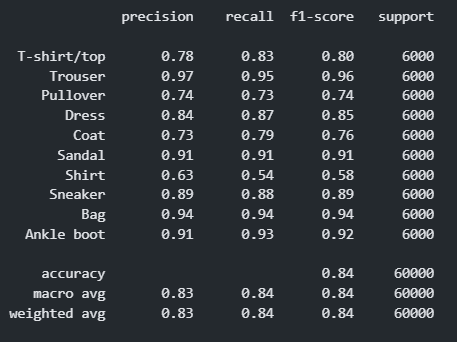 precision recall f1-score support
T-shirt/top 0.78 0.83 0.80 6000
Trouser 0.97 0.95 0.96 6000
Pullover 0.74 0.73 0.74 6000
Dress 0.84 0.87 0.85 6000
Coat 0.73 0.79 0.76 6000
Sandal 0.91 0.91 0.91 6000
Shirt 0.63 0.54 0.58 6000
Sneaker 0.89 0.88 0.89 6000
Bag 0.94 0.94 0.94 6000
Ankle boot 0.91 0.93 0.92 6000
accuracy 0.84 60000
macro avg 0.83 0.84 0.84 60000
weighted avg 0.83 0.84 0.84 60000